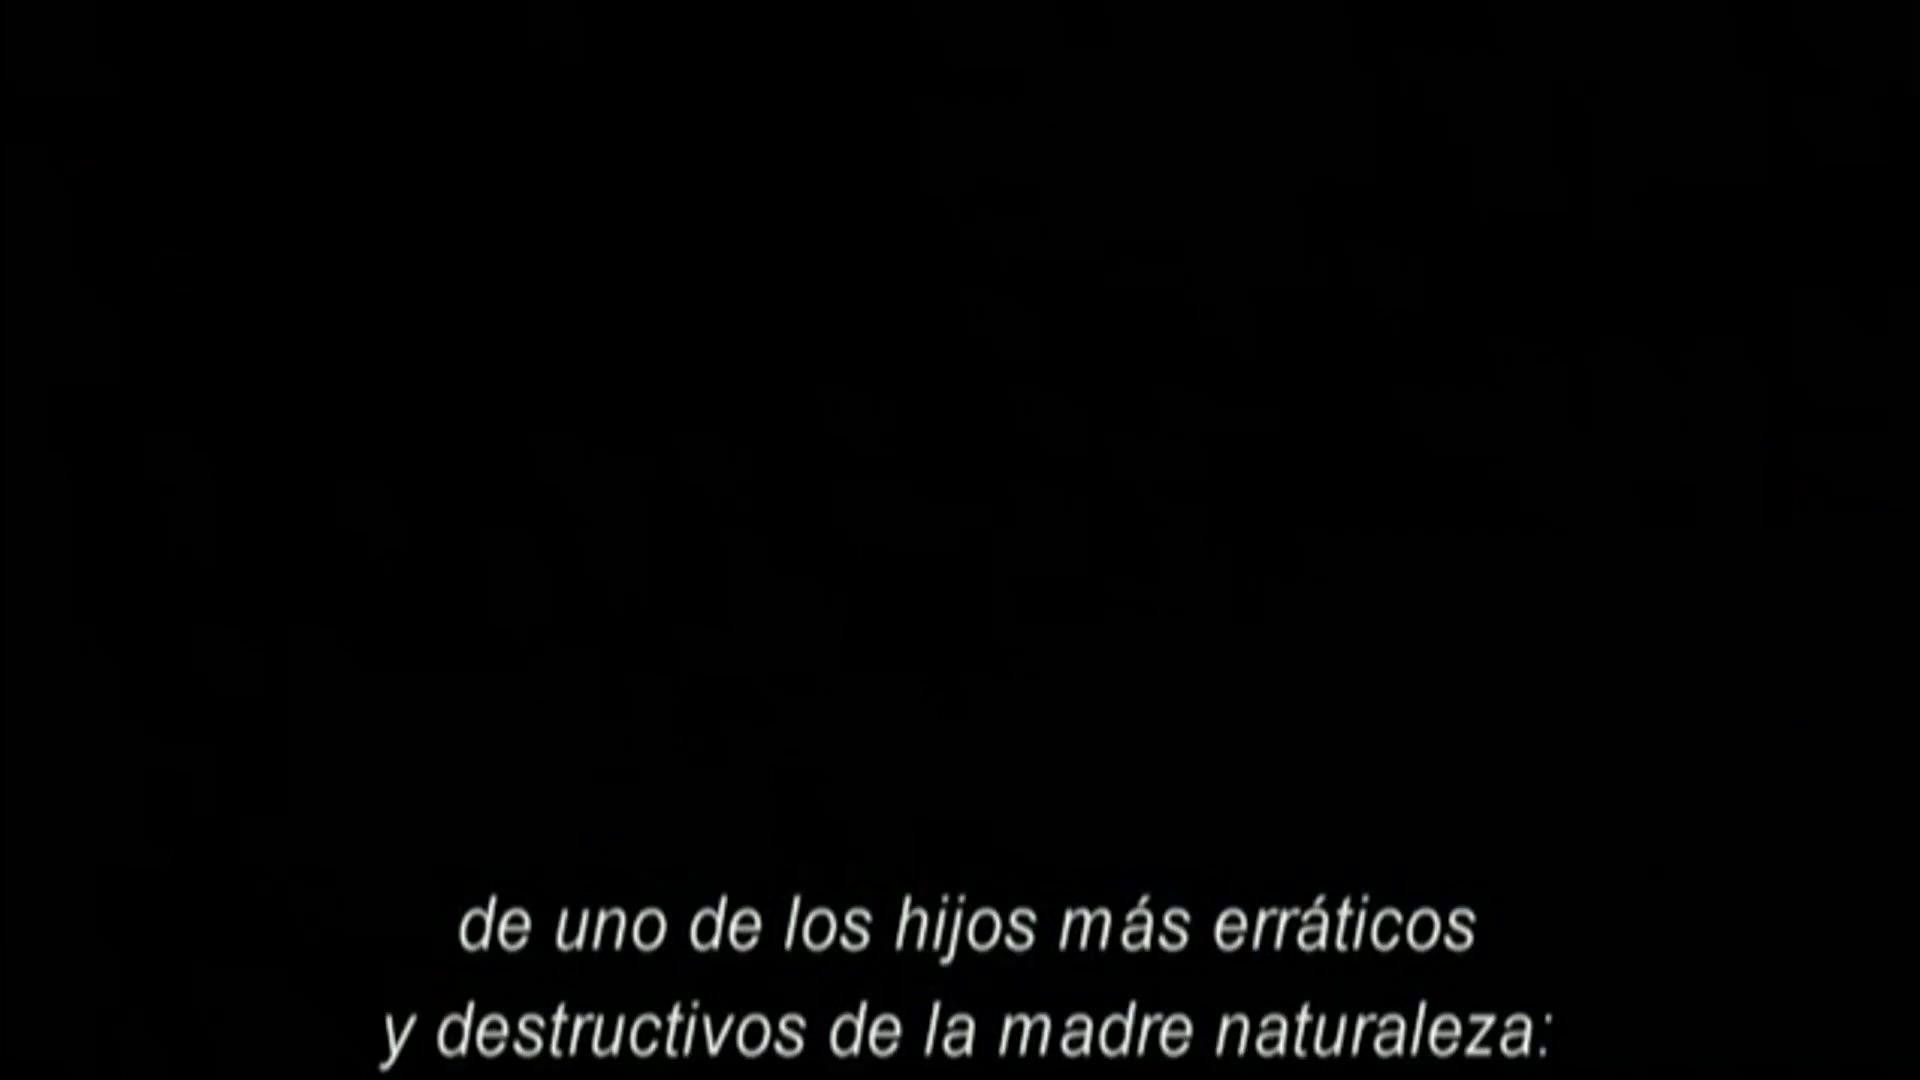 de uno de los hijos más erráticos
y destructivos de la madre naturaleza: